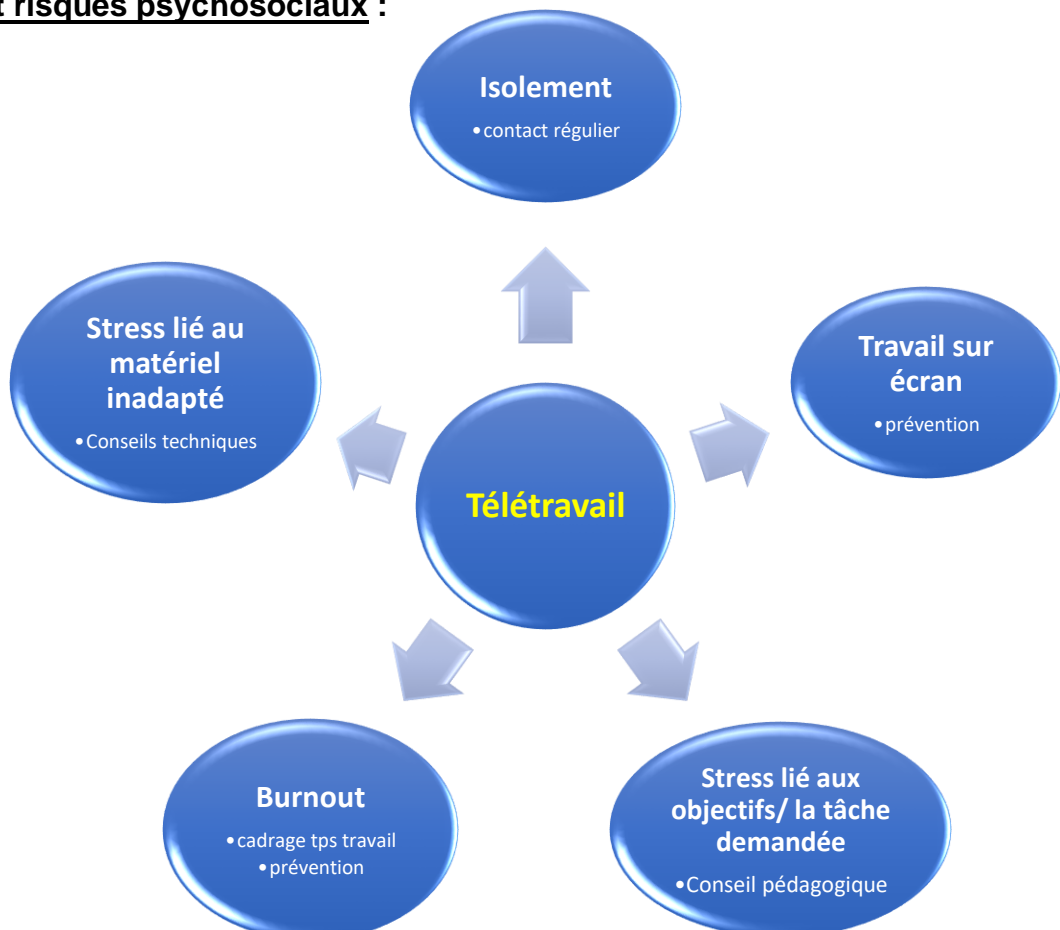 t risques psychosociaux :
Isolement
•contact régulier
Stress lié au
matériel
inadapté
•Conseils techniques
Travail sur
écran
•prévention
Télétravail
Burnout
•cadrage tps travail
•prévention
Stress lié aux
objectifs/ la tâche
demandée
•Conseil pédagogique